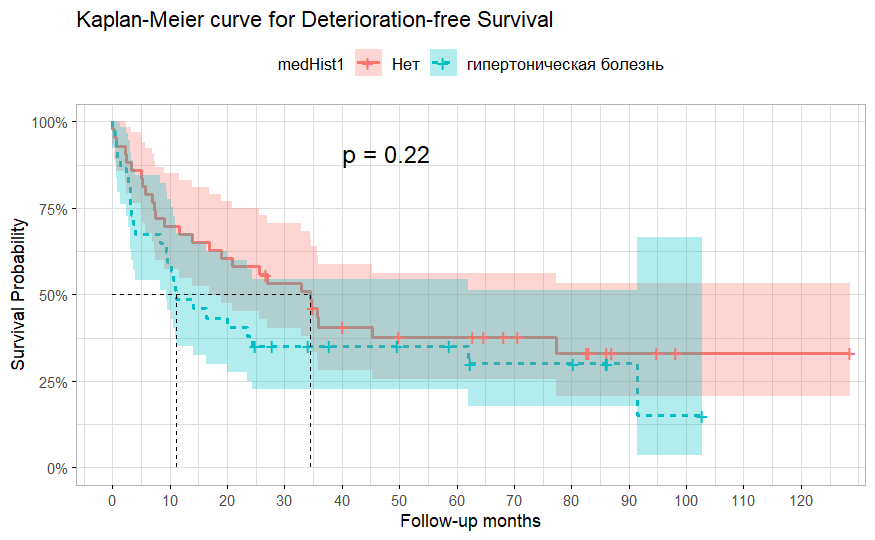 Kaplan-Meier curve for Deterioration-free Survival
medHist1 Нет гипертоническая болезнь
100%
75%
50%
25%
0%
Survival Probability
p = 0.22
0 10 20 30 40 50 60 70 80 90 100 110 120
Follow-up months